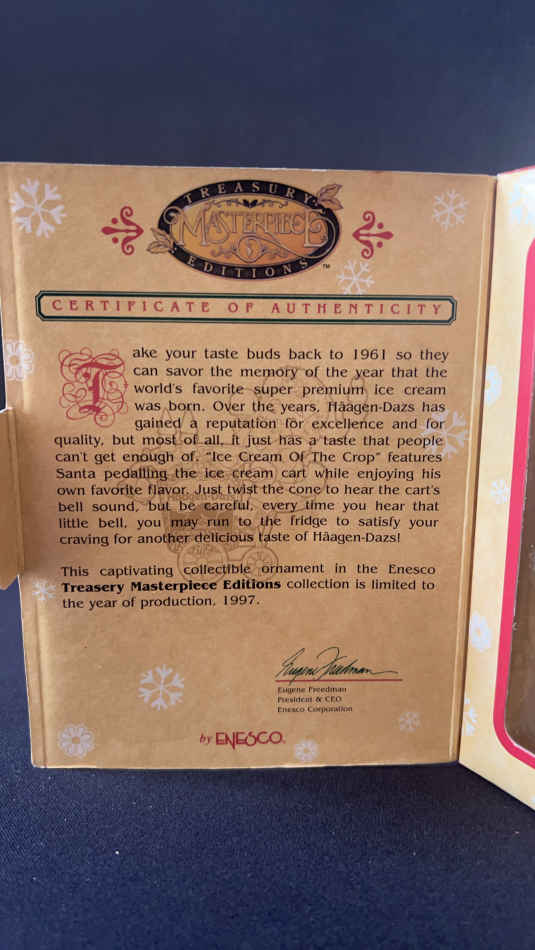 TREASURY
MASTERPIECE
EDITIONS™
CERTIFICATE OF AUTHENTICITY
Take your taste buds back to 1961 so they
can savor the memory of the year that the
world's favorite super premium ice cream
was born. Over the years, Häagen-Dazs has
gained a reputation for excellence and for
quality, but most of all, it just has a taste that people
can't get enough of. "Ice Cream Of The Crop" features
Santa pedalling the ice cream cart while enjoying his
own favorite flavor. Just twist the cone to hear the cart's
bell sound, but be careful, every time you hear that
little bell, you may run to the fridge to satisfy your
craving for another delicious taste of Häagen-Dazs!
This captivating collectible ornament in the Enesco
Treasery Masterpiece Editions collection is limited to
the year of production, 1997.
Eugene Freedman
Eugene Freedman
President & CEO
Enesco Corporation
by ENESCO.